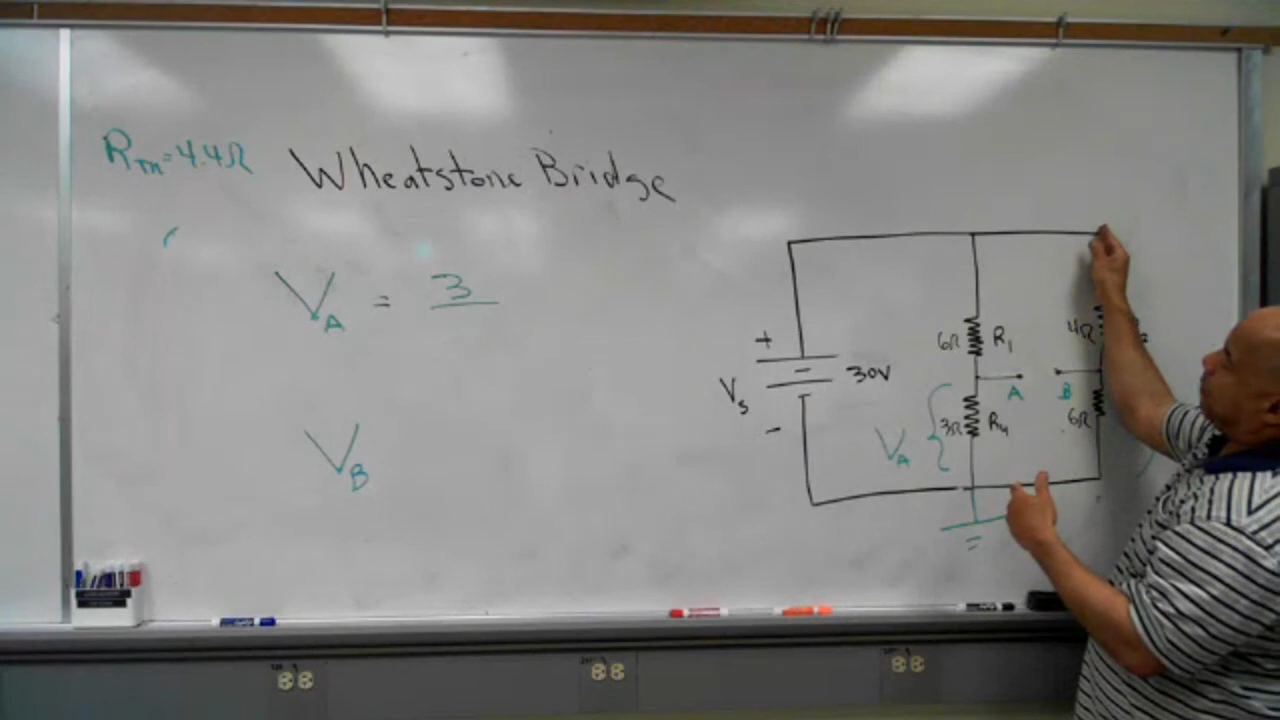 R_TH = 4.4Ω
Wheatstone Bridge
V_A = 3
V_B
+
V_S
30V
-
6Ω R_1
4Ω
A B
3Ω R_4
6Ω
V_A